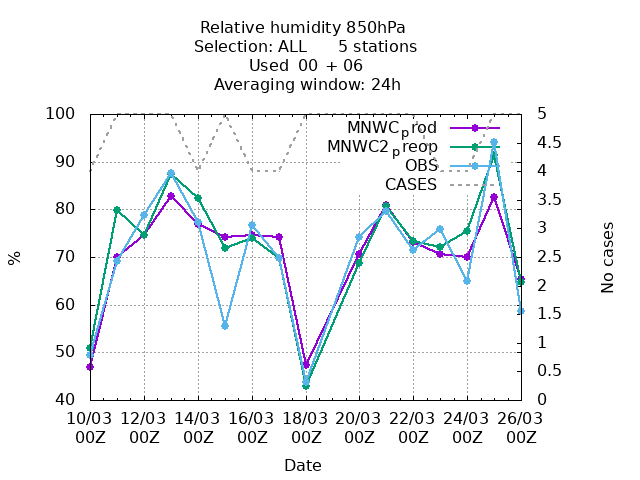 Relative humidity 850hPa
Selection: ALL 5 stations
Used 00 + 06
Averaging window: 24h
100
90
80
70
60
50
40
%
5
4.5
4
3.5
3
2.5
2
1.5
1
0.5
0
No cases
MNWC_prod
MNWC2_preop
OBS
CASES
10/03 12/03 14/03 16/03 18/03 20/03 22/03 24/03 26/03
00Z 00Z 00Z 00Z 00Z 00Z 00Z 00Z 00Z
Date